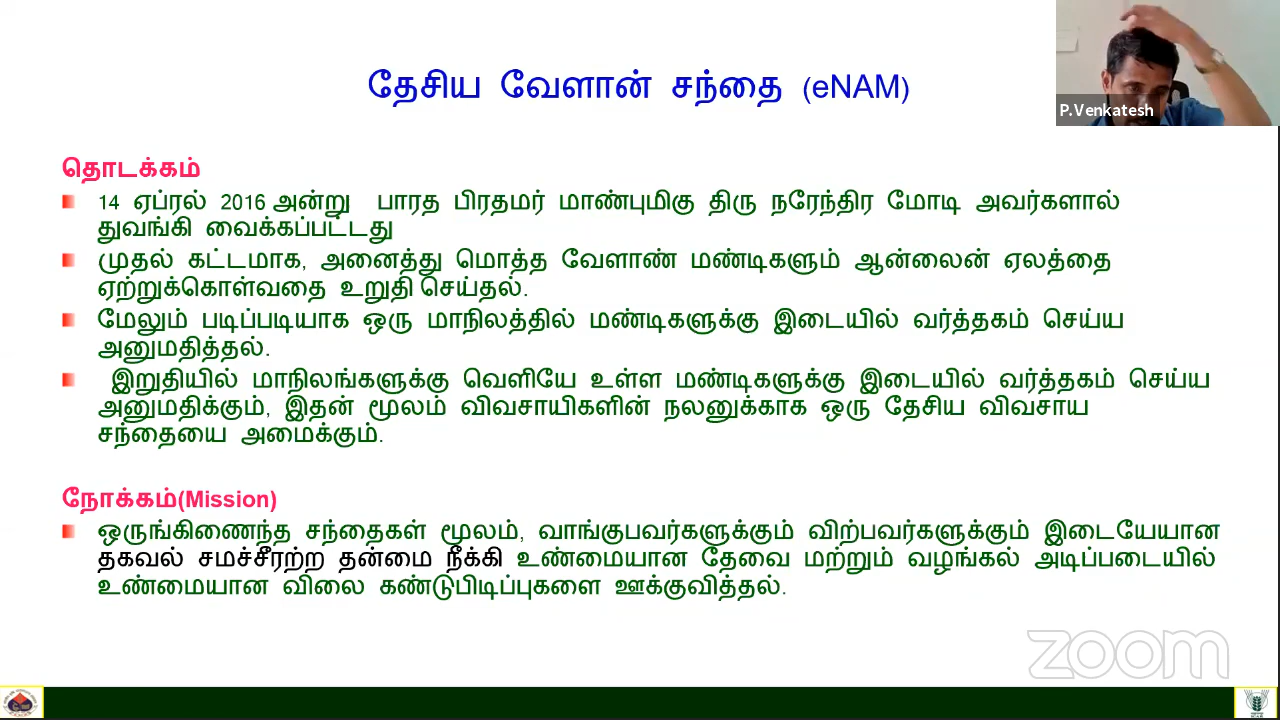 P.Venkatesh
தேசிய வேளான் சந்தை (eNAM)
தொடக்கம்
14 ஏப்ரல் 2016 அன்று பாரத பிரதமர் மாண்புமிகு திரு நரேந்திர மோடி அவர்களால்
துவங்கி வைக்கப்பட்டது
முதல் கட்டமாக, அனைத்து மொத்த வேளாண் மண்டிகளும் ஆன்லைன் ஏலத்தை
ஏற்றுக்கொள்வதை உறுதி செய்தல்.
மேலும் படிப்படியாக ஒரு மாநிலத்தில் மண்டிகளுக்கு இடையில் வர்த்தகம் செய்ய
அனுமதித்தல்.
இறுதியில் மாநிலங்களுக்கு வெளியே உள்ள மண்டிகளுக்கு இடையில் வர்த்தகம் செய்ய
அனுமதிக்கும், இதன் மூலம் விவசாயிகளின் நலனுக்காக ஒரு தேசிய விவசாய
சந்தையை அமைக்கும்.
நோக்கம்(Mission)
ஒருங்கிணைந்த சந்தைகள் மூலம், வாங்குபவர்களுக்கும் விற்பவர்களுக்கும் இடையேயான
தகவல் சமச்சீரற்ற தன்மை நீக்கி உண்மையான தேவை மற்றும் வழங்கல் அடிப்படையில்
உண்மையான விலை கண்டுபிடிப்புகளை ஊக்குவித்தல்.
zoom